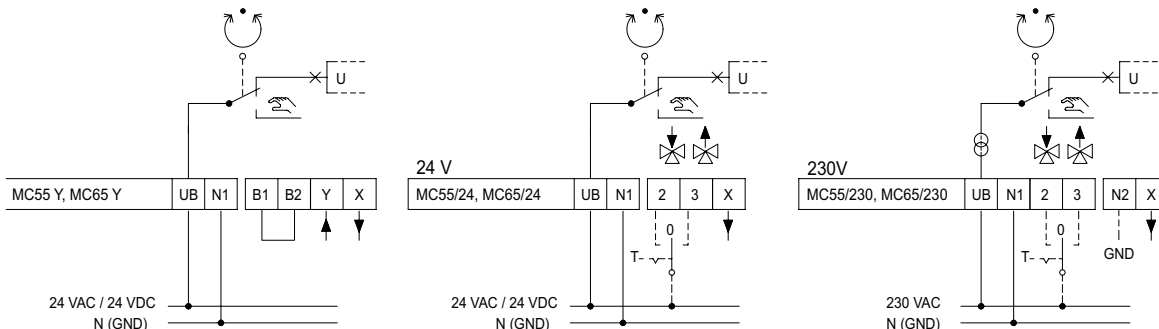 U
U
U
24 V
230V
MC55 Y, MC65 Y UB N1 B1 B2 Y X
MC55/24, MC65/24 UB N1 2 3 X
MC55/230, MC65/230 UB N1 2 3 N2 X
0
0
T
T
GND
24 VAC / 24 VDC
24 VAC / 24 VDC
230 VAC
N (GND)
N (GND)
N (GND)